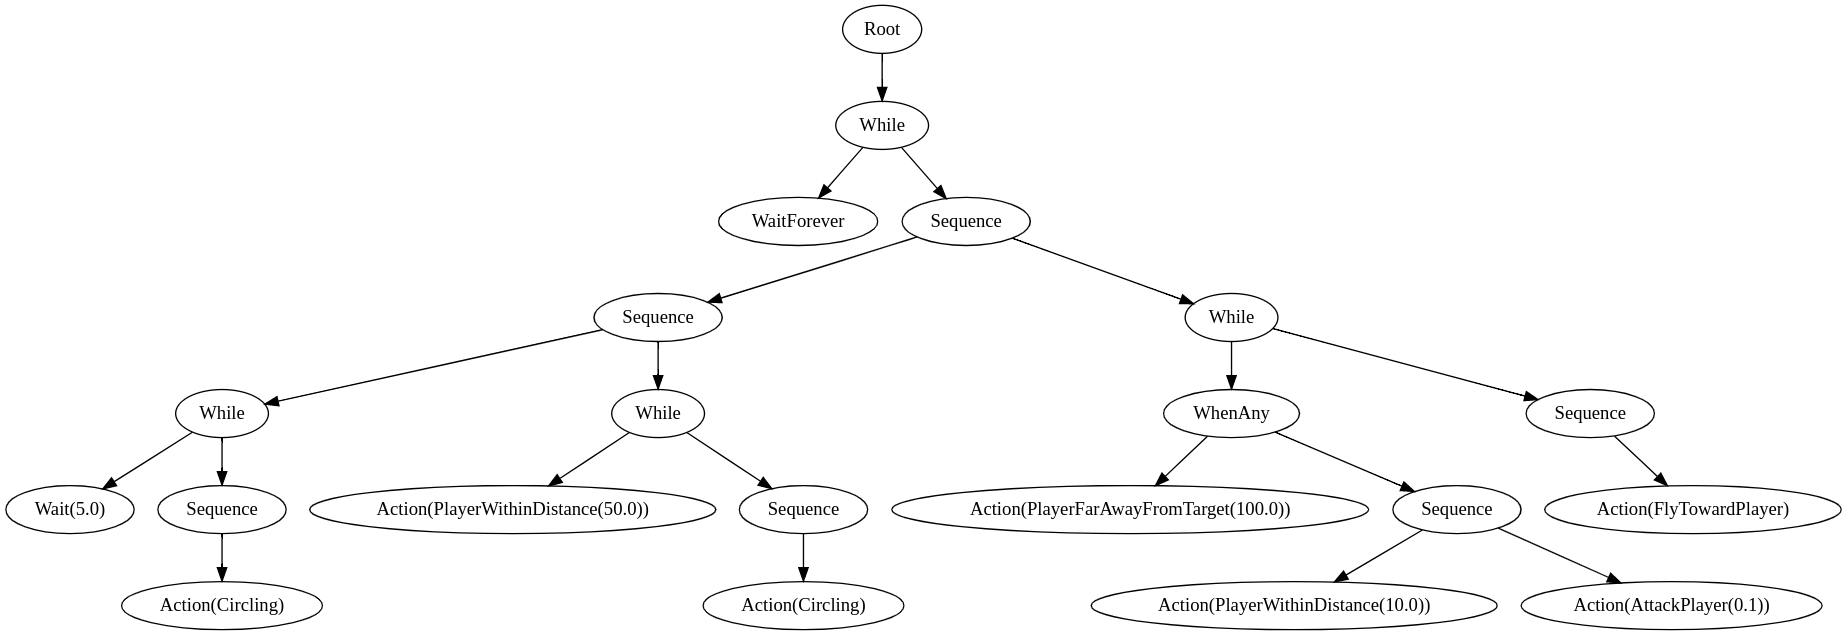 Root
While
WaitForever
Sequence
Sequence
While
While
While
WhenAny
Sequence
Wait(5.0)
Sequence
Action(PlayerWithinDistance(50.0))
Sequence
Action(PlayerFarAwayFromTarget(100.0))
Sequence
Action(FlyTowardPlayer)
Action(Circling)
Action(Circling)
Action(PlayerWithinDistance(10.0))
Action(AttackPlayer(0.1))